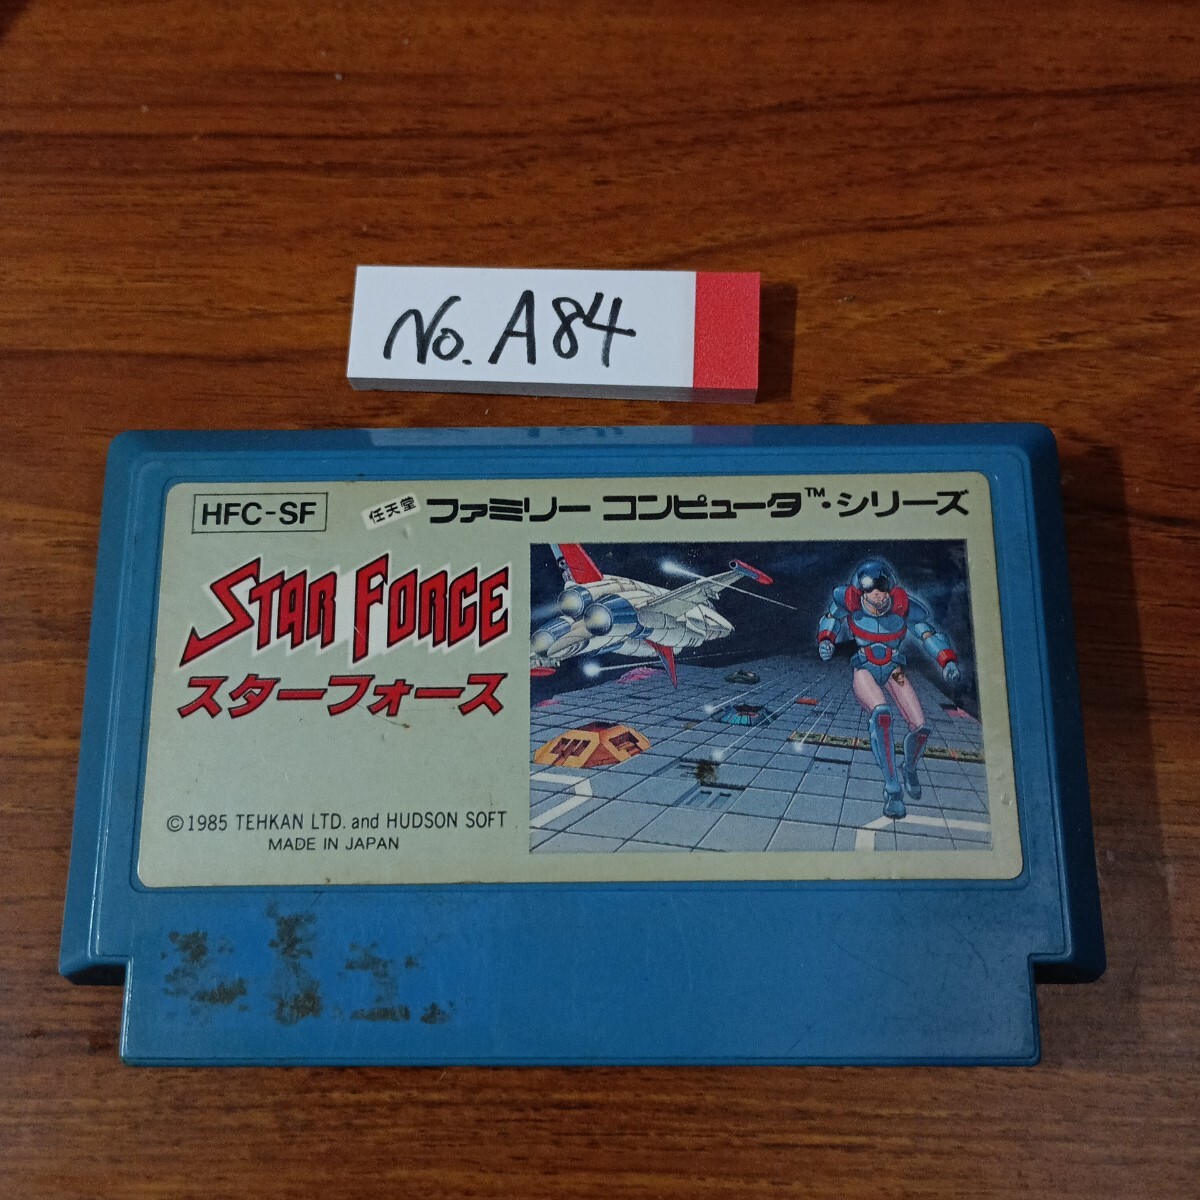 No. A84
HFC-SF
任天堂 ファミリー コンピュータ™・シリーズ
STAR FORCE
スターフォース
©1985 TEHKAN LTD. and HUDSON SOFT
MADE IN JAPAN